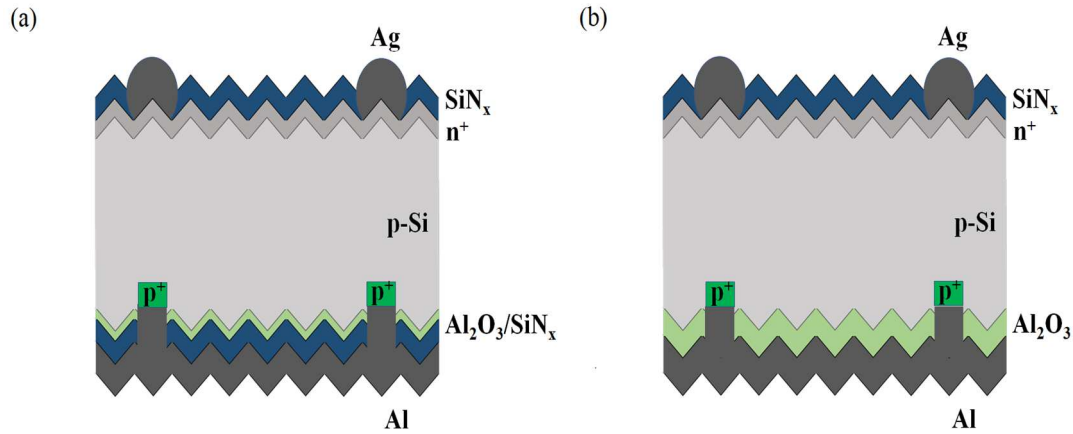 (a)
Ag
SiNₓ
n⁺
p-Si
p⁺ p⁺
Al₂O₃/SiNₓ
Al
(b)
Ag
SiNₓ
n⁺
p-Si
p⁺ p⁺
Al₂O₃
Al